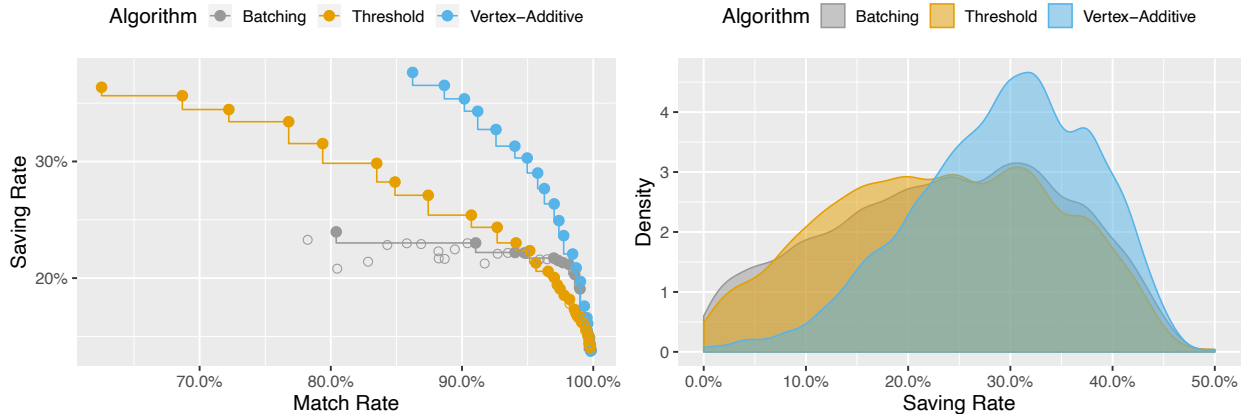 Algorithm Batching Threshold Vertex−Additive
30%
20%
Saving Rate
70.0% 80.0% 90.0% 100.0%
Match Rate
Algorithm Batching Threshold Vertex−Additive
4
3
2
1
0
Density
0.0% 10.0% 20.0% 30.0% 40.0% 50.0%
Saving Rate